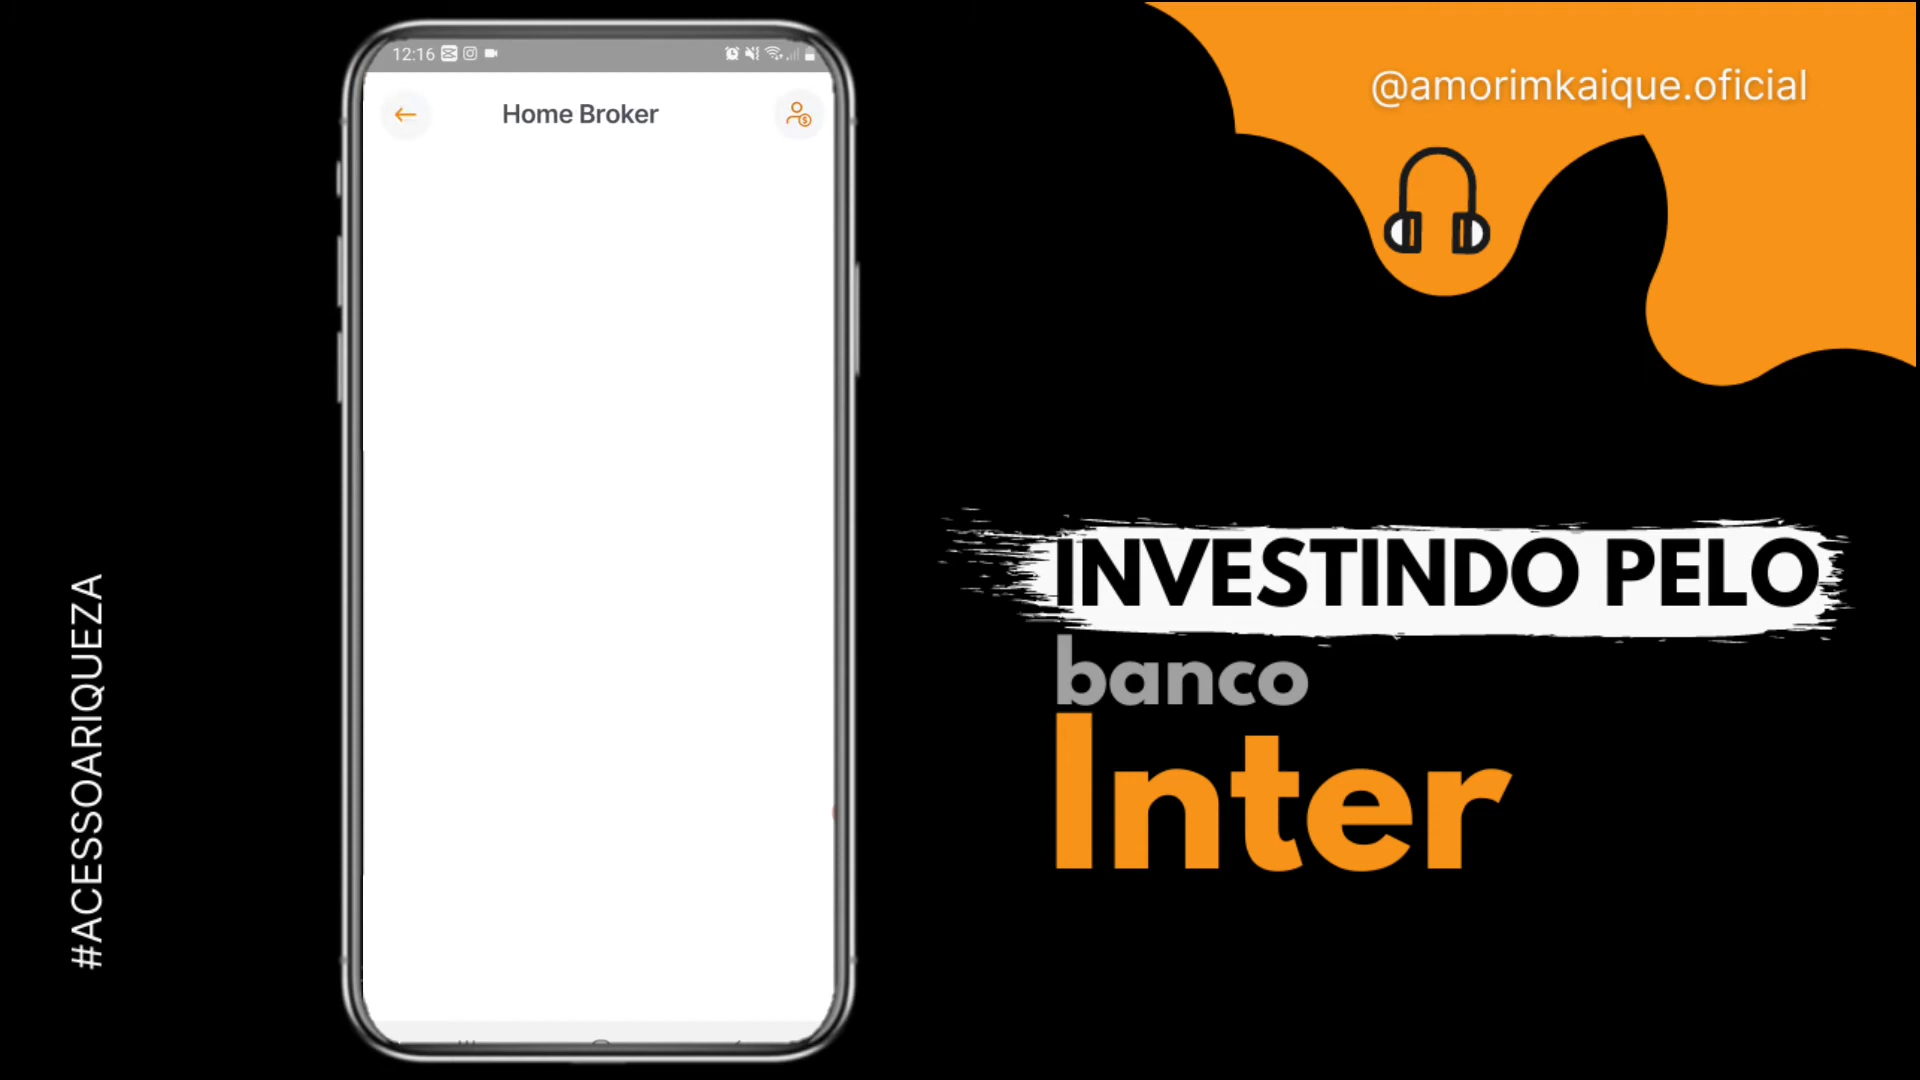 12:16
Home Broker
@amorimkaique.oficial
INVESTINDO PELO
banco
Inter
#ACESSOARIQUEZA